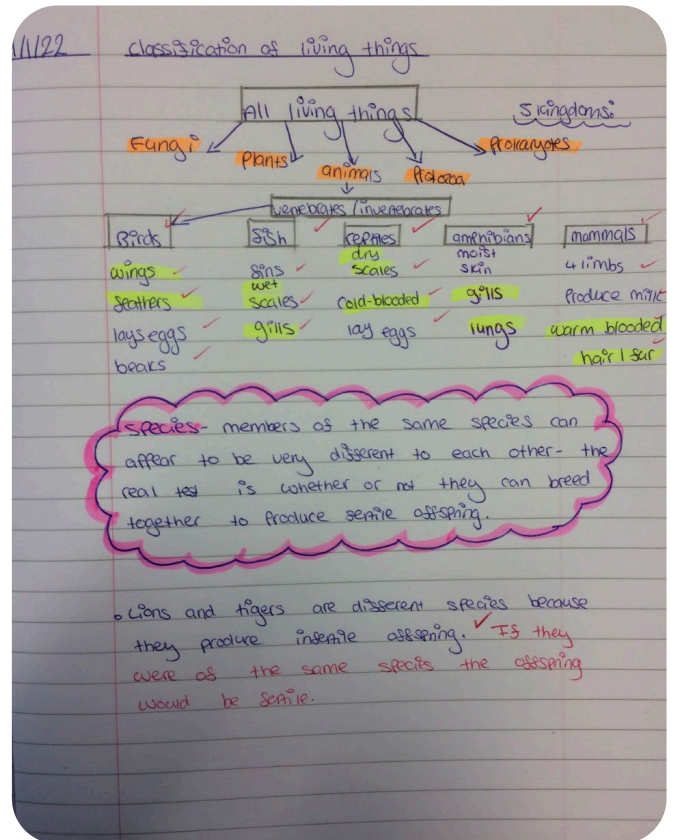 1/1/22 Classification of living things
All living things 5 kingdoms:
Fungi Plants animals Protozoa Prokaryotes
vertebrates/invertebrates
Birds fish reptiles amphibians mammals
wings fins dry scales moist skin 4 limbs
feathers wet scales cold-blooded gills Produce milk
lays eggs gills lay eggs lungs warm blooded
beaks hair/fur
Species- members of the same species can
appear to be very different to each other- the
real test is whether or not they can breed
together to produce fertile offspring.
• Lions and tigers are different species because
they produce infertile offspring. ✓ If they
were of the same species the offspring
would be fertile.